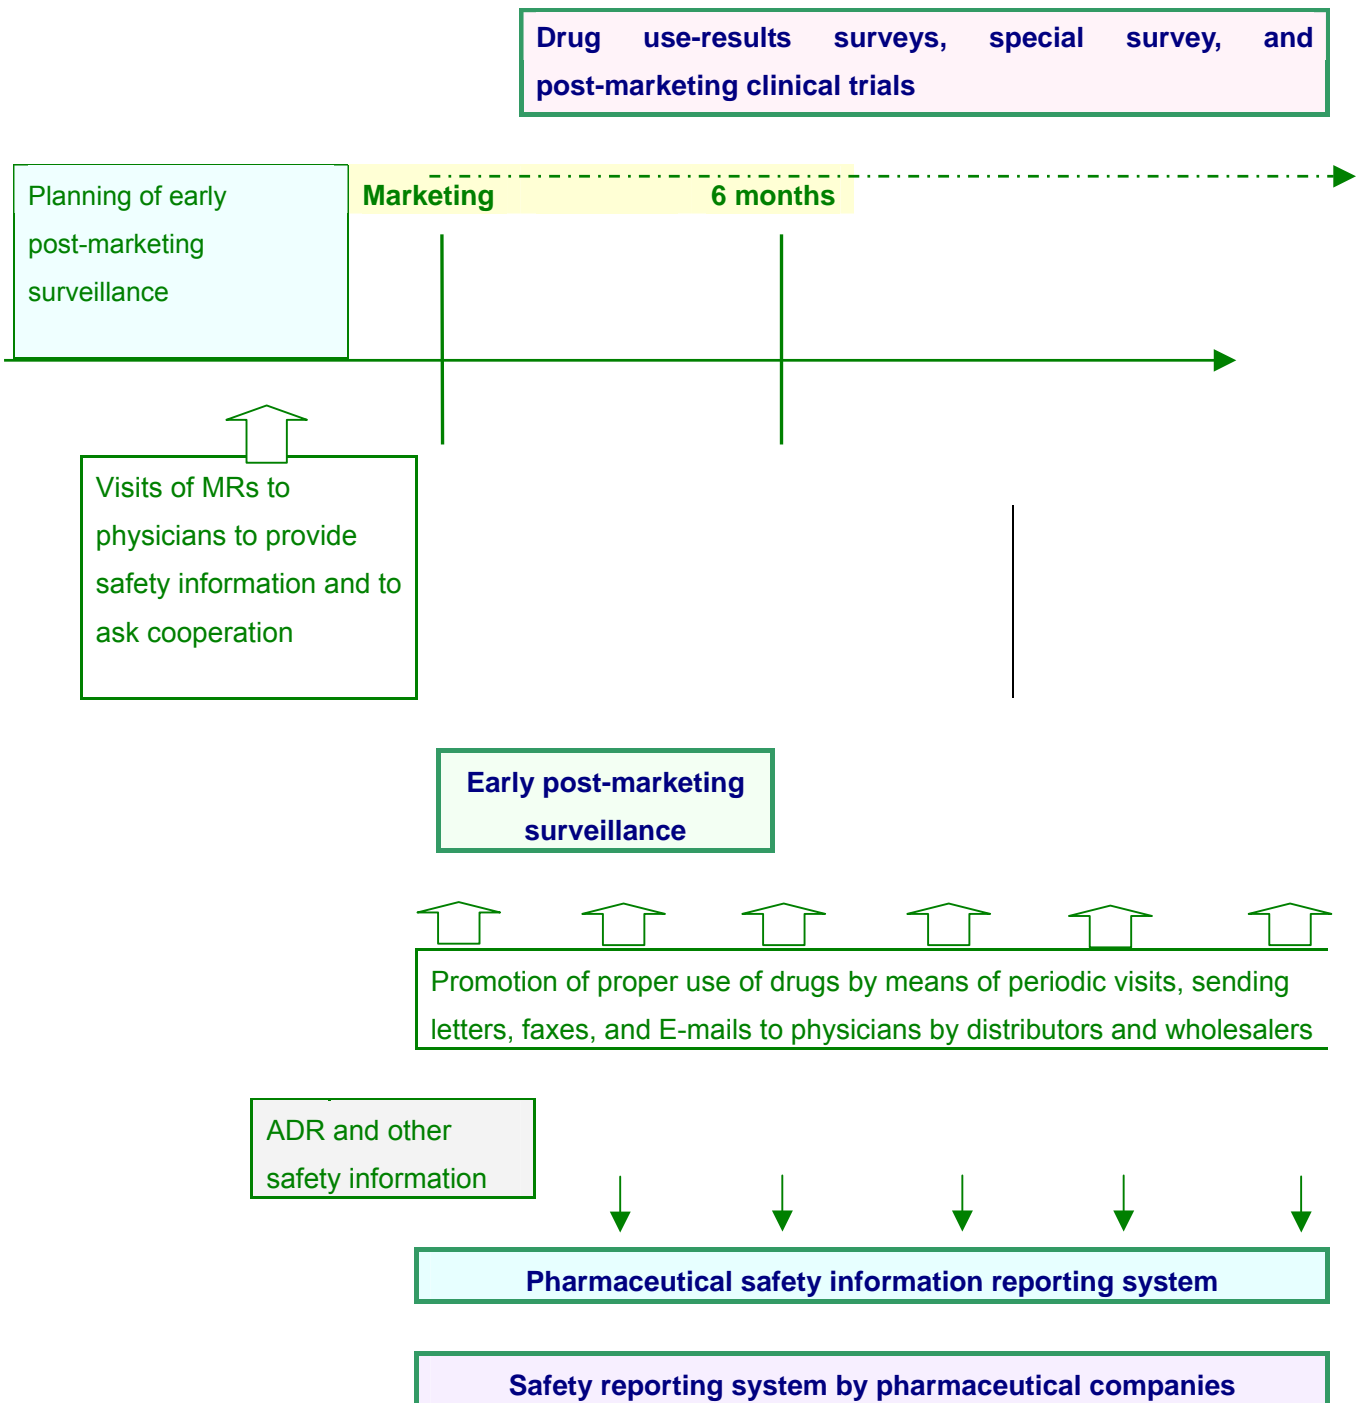 Drug use-results surveys, special survey, and
post-marketing clinical trials
Planning of early
post-marketing
surveillance
Marketing
6 months
Visits of MRs to
physicians to provide
safety information and to
ask cooperation
Early post-marketing
surveillance
Promotion of proper use of drugs by means of periodic visits, sending
letters, faxes, and E-mails to physicians by distributors and wholesalers
ADR and other
safety information
Pharmaceutical safety information reporting system
Safety reporting system by pharmaceutical companies